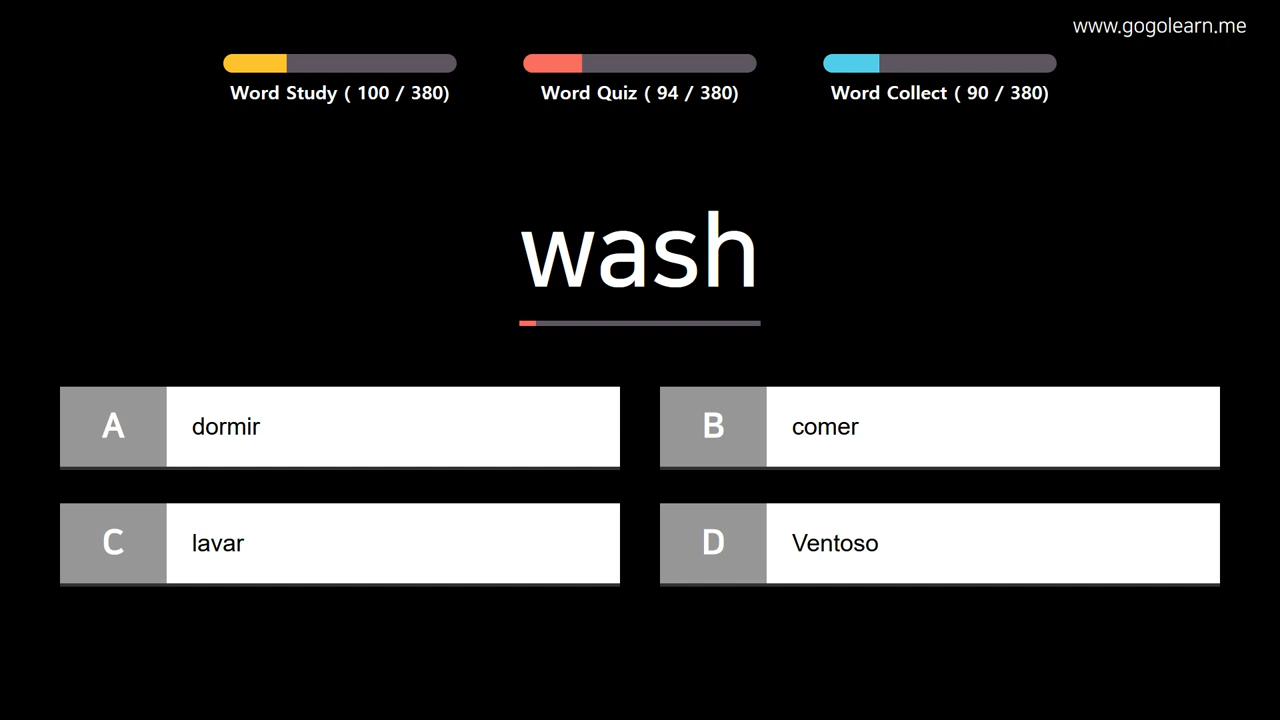 www.gogolearn.me
Word Study ( 100 / 380)
Word Quiz ( 94 / 380)
Word Collect ( 90 / 380)
wash
A dormir
B comer
C lavar
D Ventoso